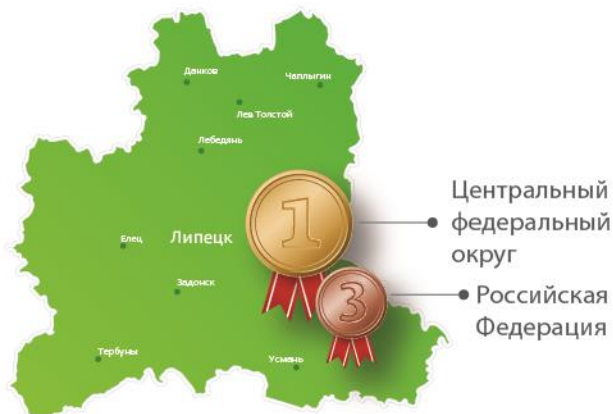 Данков
Чаплыгин
Лев Толстой
Лебедянь
1
Центральный
федеральный
округ
Елец
Липецк
Задонск
3
Российская
Федерация
Тербуны
Усмань